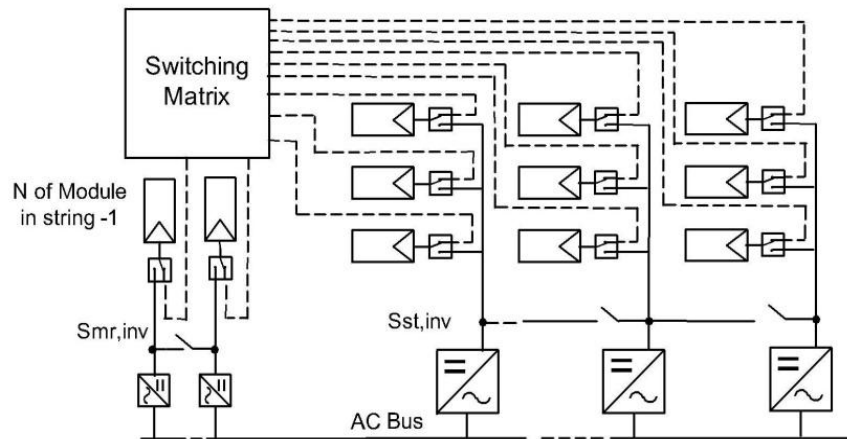 Switching
Matrix
N of Module
in string -1
Smr,inv
Sst,inv
AC Bus